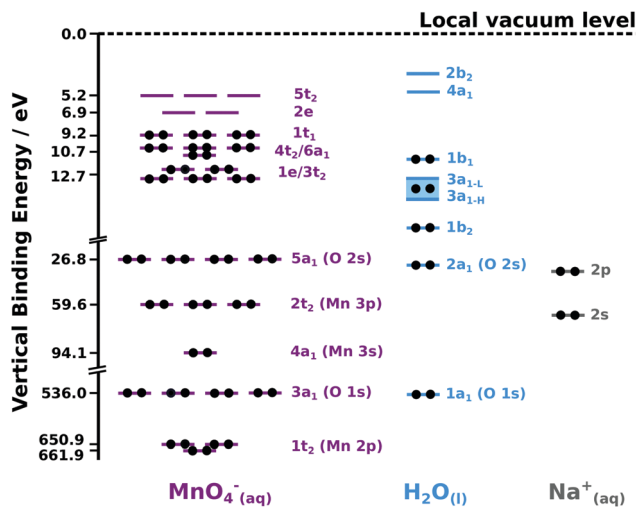 Local vacuum level
Vertical Binding Energy / eV
0.0
5.2
6.9
9.2
10.7
12.7
26.8
59.6
94.1
536.0
650.9
661.9
5t₂
2e
1t₁
4t₂/6a₁
1e/3t₂
5a₁ (O 2s)
2t₂ (Mn 3p)
4a₁ (Mn 3s)
3a₁ (O 1s)
1t₂ (Mn 2p)
2b₂
4a₁
1b₁
3a₁₋L
3a₁₋H
1b₂
2a₁ (O 2s)
1a₁ (O 1s)
2p
2s
MnO₄⁻(aq)
H₂O(l)
Na⁺(aq)